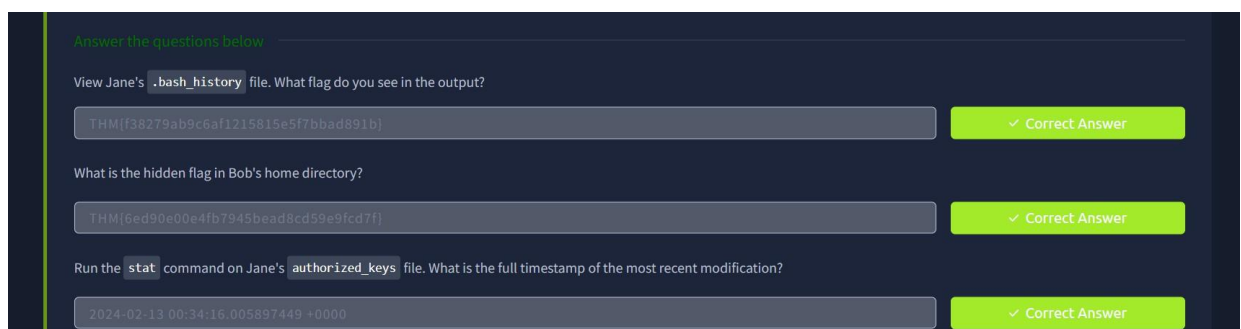 Answer the questions below
View Jane's .bash_history file. What flag do you see in the output?
THM{f38279ab9c6af1215815e5f7bbad891b}
✓ Correct Answer
What is the hidden flag in Bob's home directory?
THM{6ed90e00e4fb7945bead8cd59e9fcd7f}
✓ Correct Answer
Run the stat command on Jane's authorized_keys file. What is the full timestamp of the most recent modification?
2024-02-13 00:34:16.005897449 +0000
✓ Correct Answer